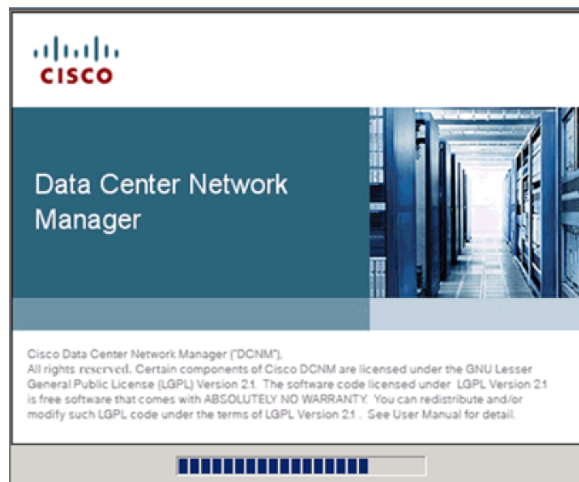 CISCO
Data Center Network
Manager
Cisco Data Center Network Manager ("DCNM"),
All rights reserved. Certain components of Cisco DCNM are licensed under the GNU Lesser
General Public License (LGPL) Version 2.1. The software code licensed under LGPL Version 2.1
is free software that comes with ABSOLUTELY NO WARRANTY. You can redistribute and/or
modify such LGPL code under the terms of LGPL Version 2.1 . See User Manual for detail.